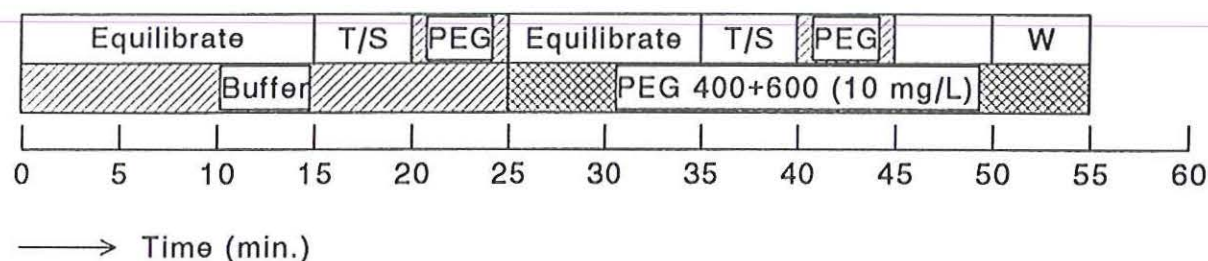 Equilibrate T/S PEG Equilibrate T/S PEG W
Buffer PEG 400+600 (10 mg/L)
0 5 10 15 20 25 30 35 40 45 50 55 60
Time (min.)